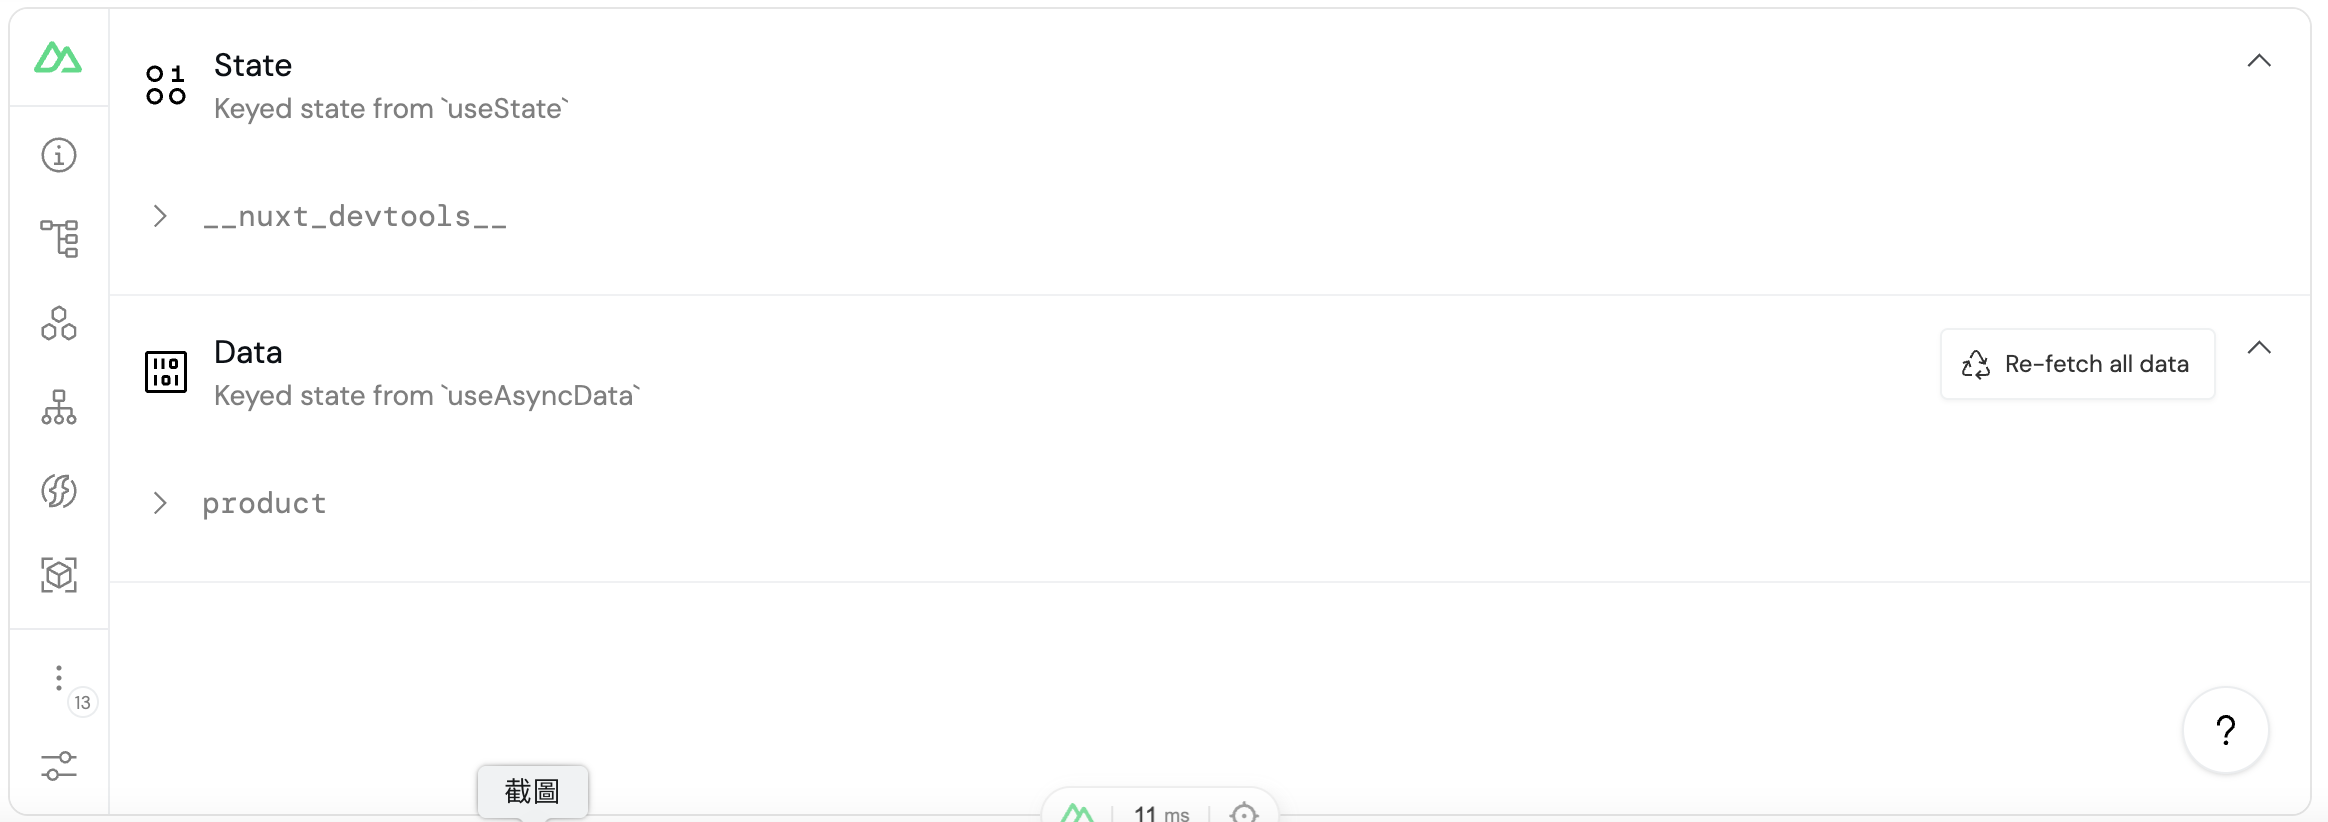 State
Keyed state from `useState`
__nuxt_devtools__
Data
Keyed state from `useAsyncData`
Re-fetch all data
product
13
?
截圖
11 ms